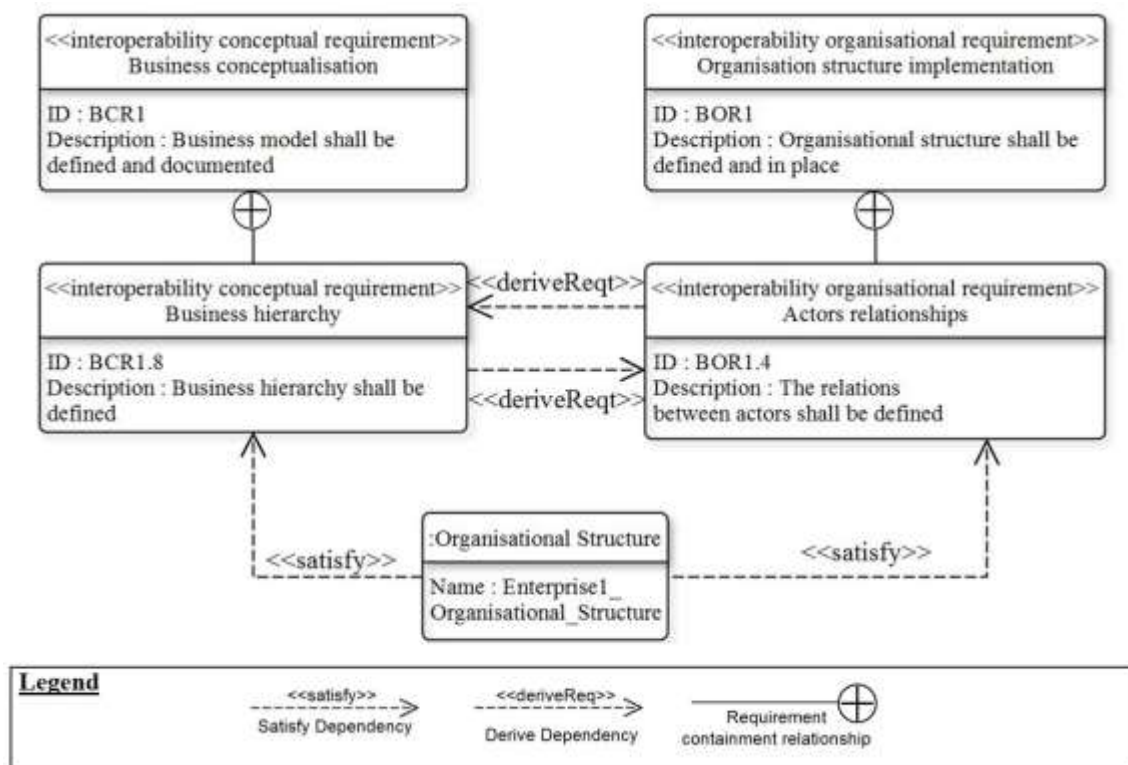 <<interoperability conceptual requirement>>
Business conceptualisation
ID : BCR1
Description : Business model shall be
defined and documented
<<interoperability organisational requirement>>
Organisation structure implementation
ID : BOR1
Description : Organisational structure shall be
defined and in place
<<interoperability conceptual requirement>>
Business hierarchy
ID : BCR1.8
Description : Business hierarchy shall be
defined
<<deriveReqt>>
<<deriveReqt>>
<<interoperability organisational requirement>>
Actors relationships
ID : BOR1.4
Description : The relations
between actors shall be defined
<<satisfy>>
:Organisational Structure
Name : Enterprise1_
Organisational_Structure
<<satisfy>>
Legend
<<satisfy>>
Satisfy Dependency
<<deriveReq>>
Derive Dependency
Requirement
containment relationship